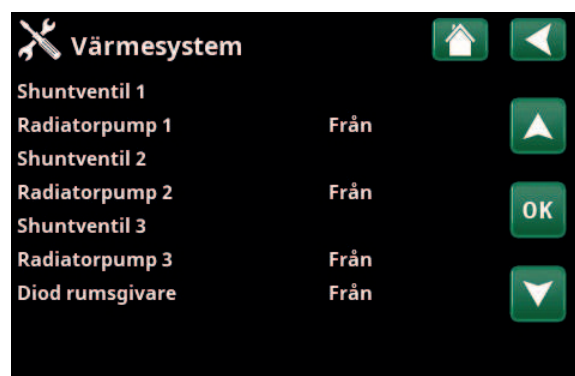 Värmesystem
Shuntventil 1
Radiatorpump 1 Från
Shuntventil 2
Radiatorpump 2 Från
OK
Shuntventil 3
Radiatorpump 3 Från
Diod rumsgivare Från